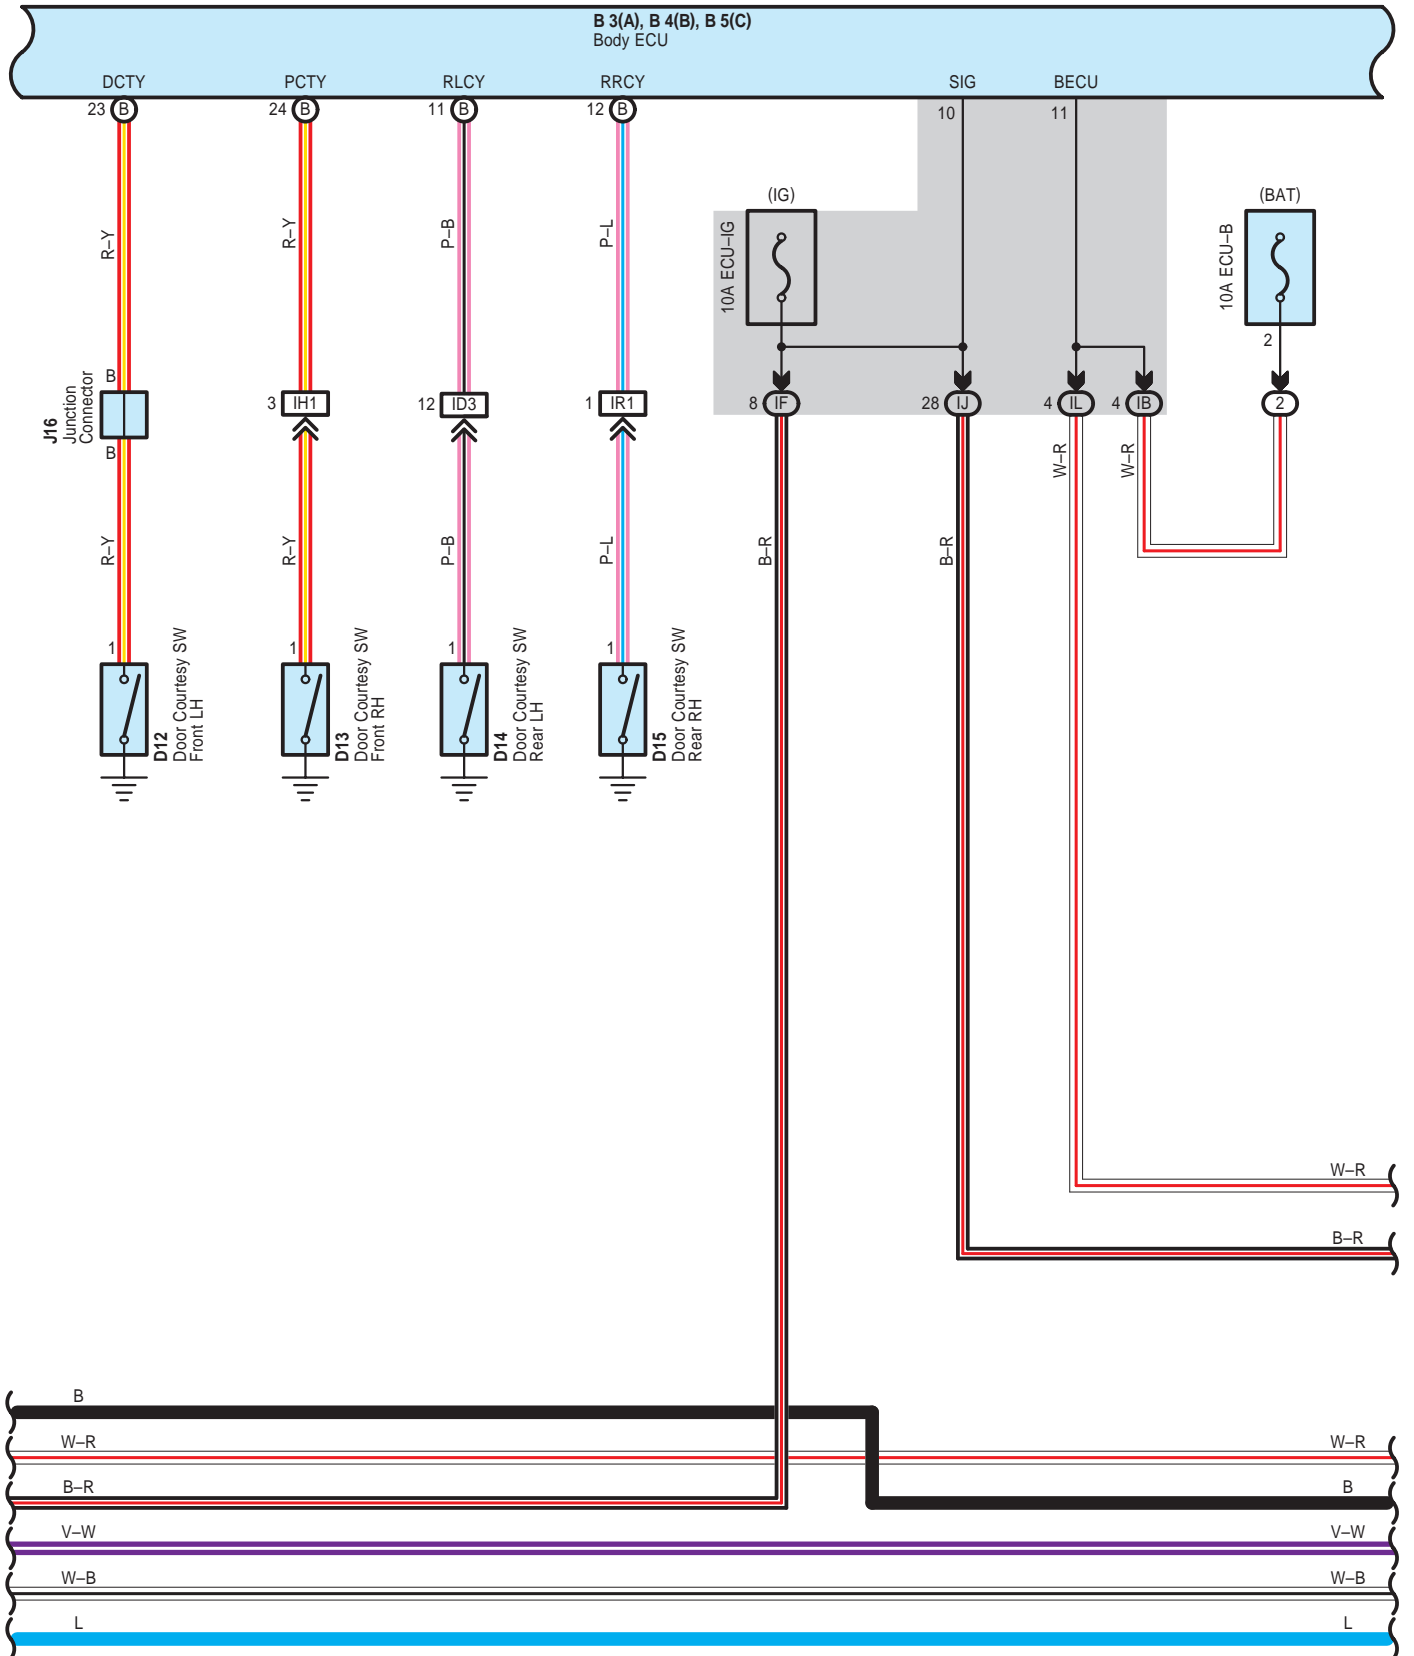 B 3(A), B 4(B), B 5(C)
Body ECU
DCTY PCTY RLCY RRCY SIG BECU
23 B 24 B 11 B 12 B 10 11
(IG) (BAT)
10A ECU–IG
10A ECU–B
R–Y R–Y P–B P–L
2
B
J16
Junction
Connector
B
3 IH1 12 ID3 1 IR1
8 IF 28 IJ 4 IL 4 IB 2
W–R W–R
R–Y R–Y P–B P–L B–R B–R
1 1 1 1
D12
Door Courtesy SW
Front LH
D13
Door Courtesy SW
Front RH
D14
Door Courtesy SW
Rear LH
D15
Door Courtesy SW
Rear RH
W–R
B–R
B
W–R W–R
B–R B
V–W V–W
W–B W–B
L L